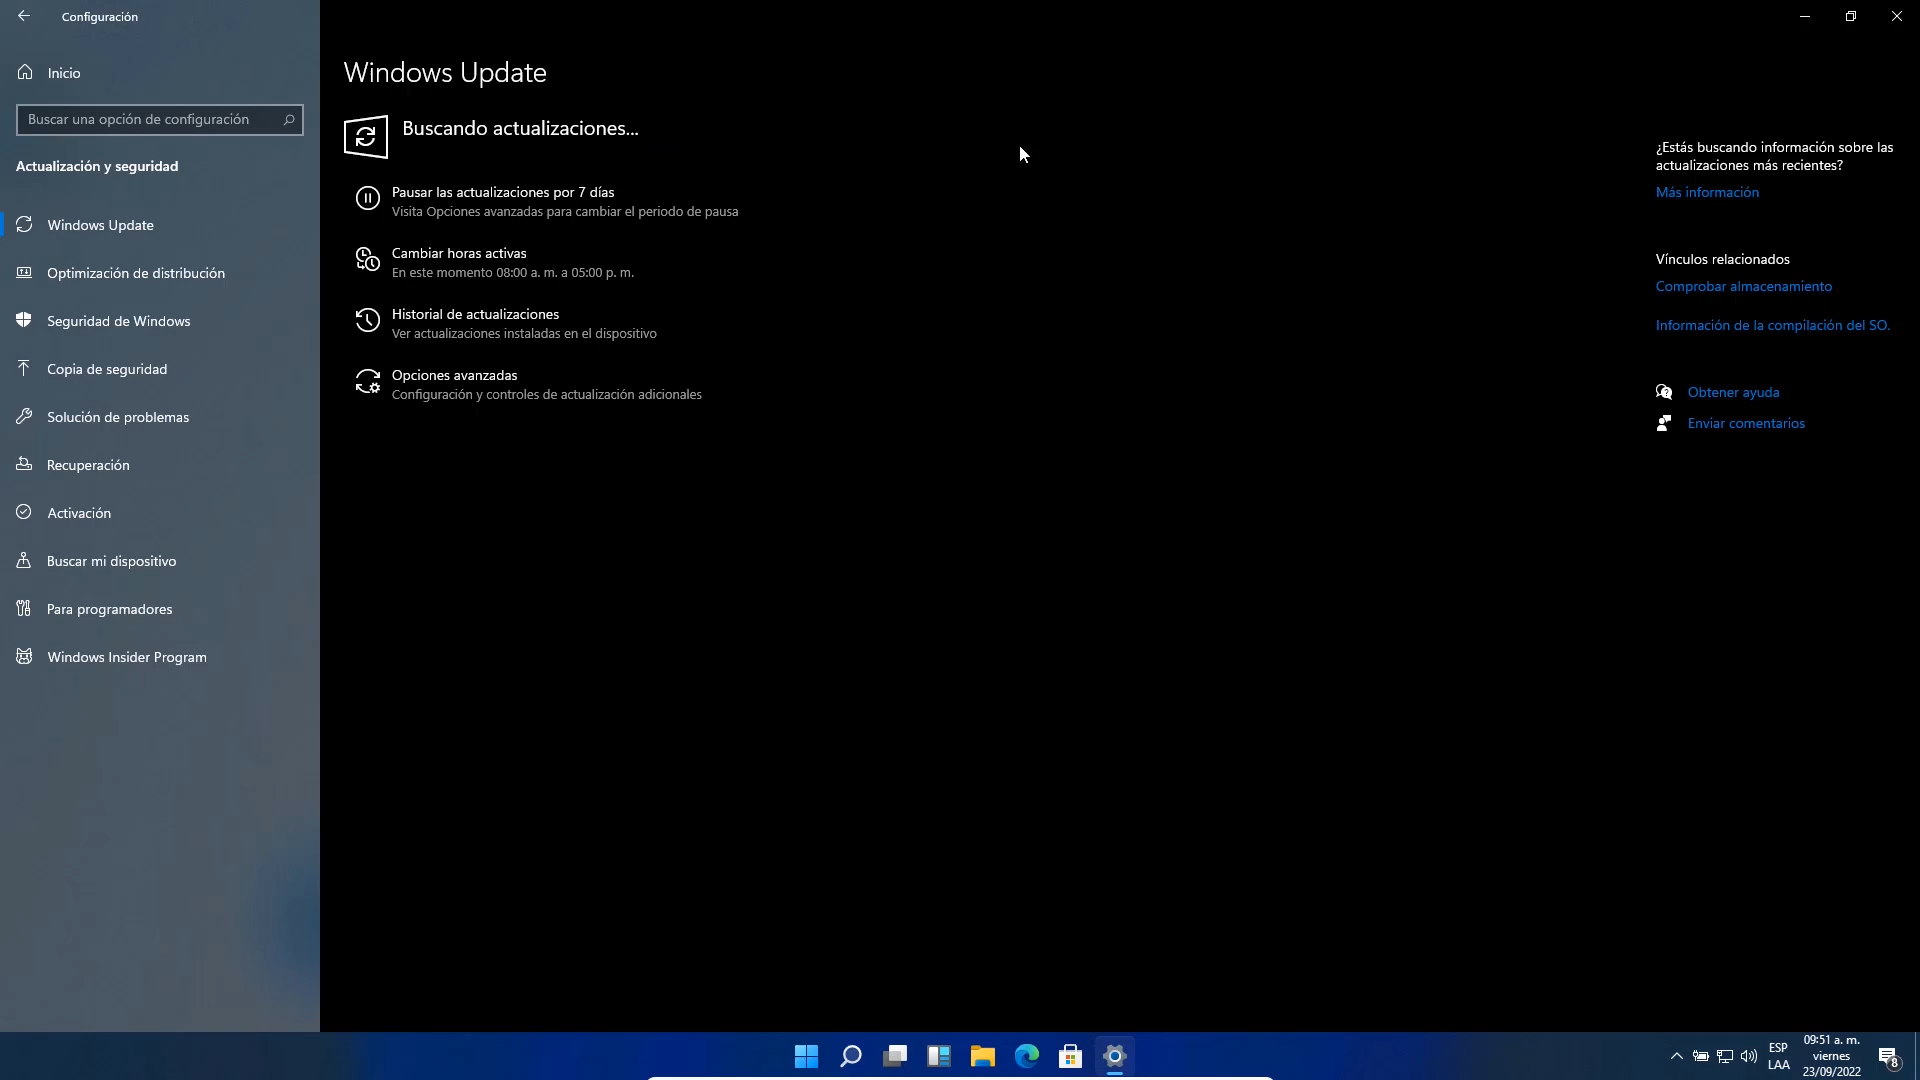 Configuración
Inicio
Buscar una opción de configuración
Actualización y seguridad
Windows Update
Optimización de distribución
Seguridad de Windows
Copia de seguridad
Solución de problemas
Recuperación
Activación
Buscar mi dispositivo
Para programadores
Windows Insider Program
Windows Update
Buscando actualizaciones...
Pausar las actualizaciones por 7 días
Visita Opciones avanzadas para cambiar el periodo de pausa
Cambiar horas activas
En este momento 08:00 a. m. a 05:00 p. m.
Historial de actualizaciones
Ver actualizaciones instaladas en el dispositivo
Opciones avanzadas
Configuración y controles de actualización adicionales
¿Estás buscando información sobre las
actualizaciones más recientes?
Más información
Vínculos relacionados
Comprobar almacenamiento
Información de la compilación del SO.
Obtener ayuda
Enviar comentarios
ESP
LAA
09:51 a. m.
viernes
23/09/2022
8